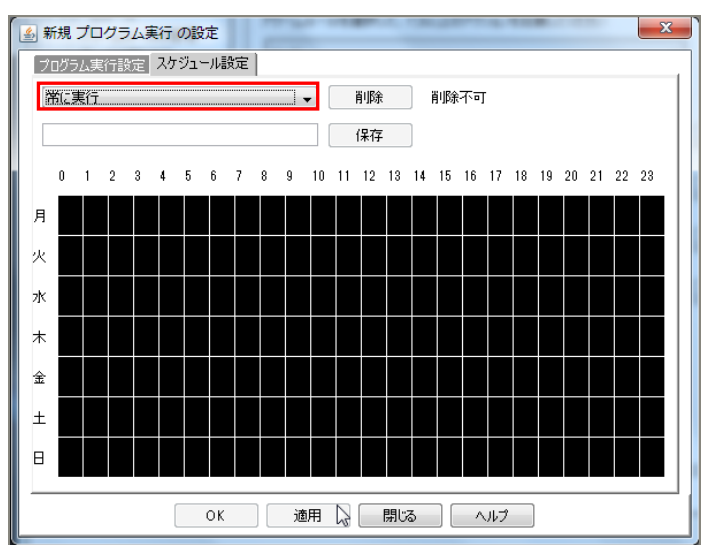 新規 プログラム実行 の設定
プログラム実行設定 スケジュール設定
常に実行 削除 削除不可
保存
0 1 2 3 4 5 6 7 8 9 10 11 12 13 14 15 16 17 18 19 20 21 22 23
月
火
水
木
金
土
日
OK 適用 閉じる ヘルプ